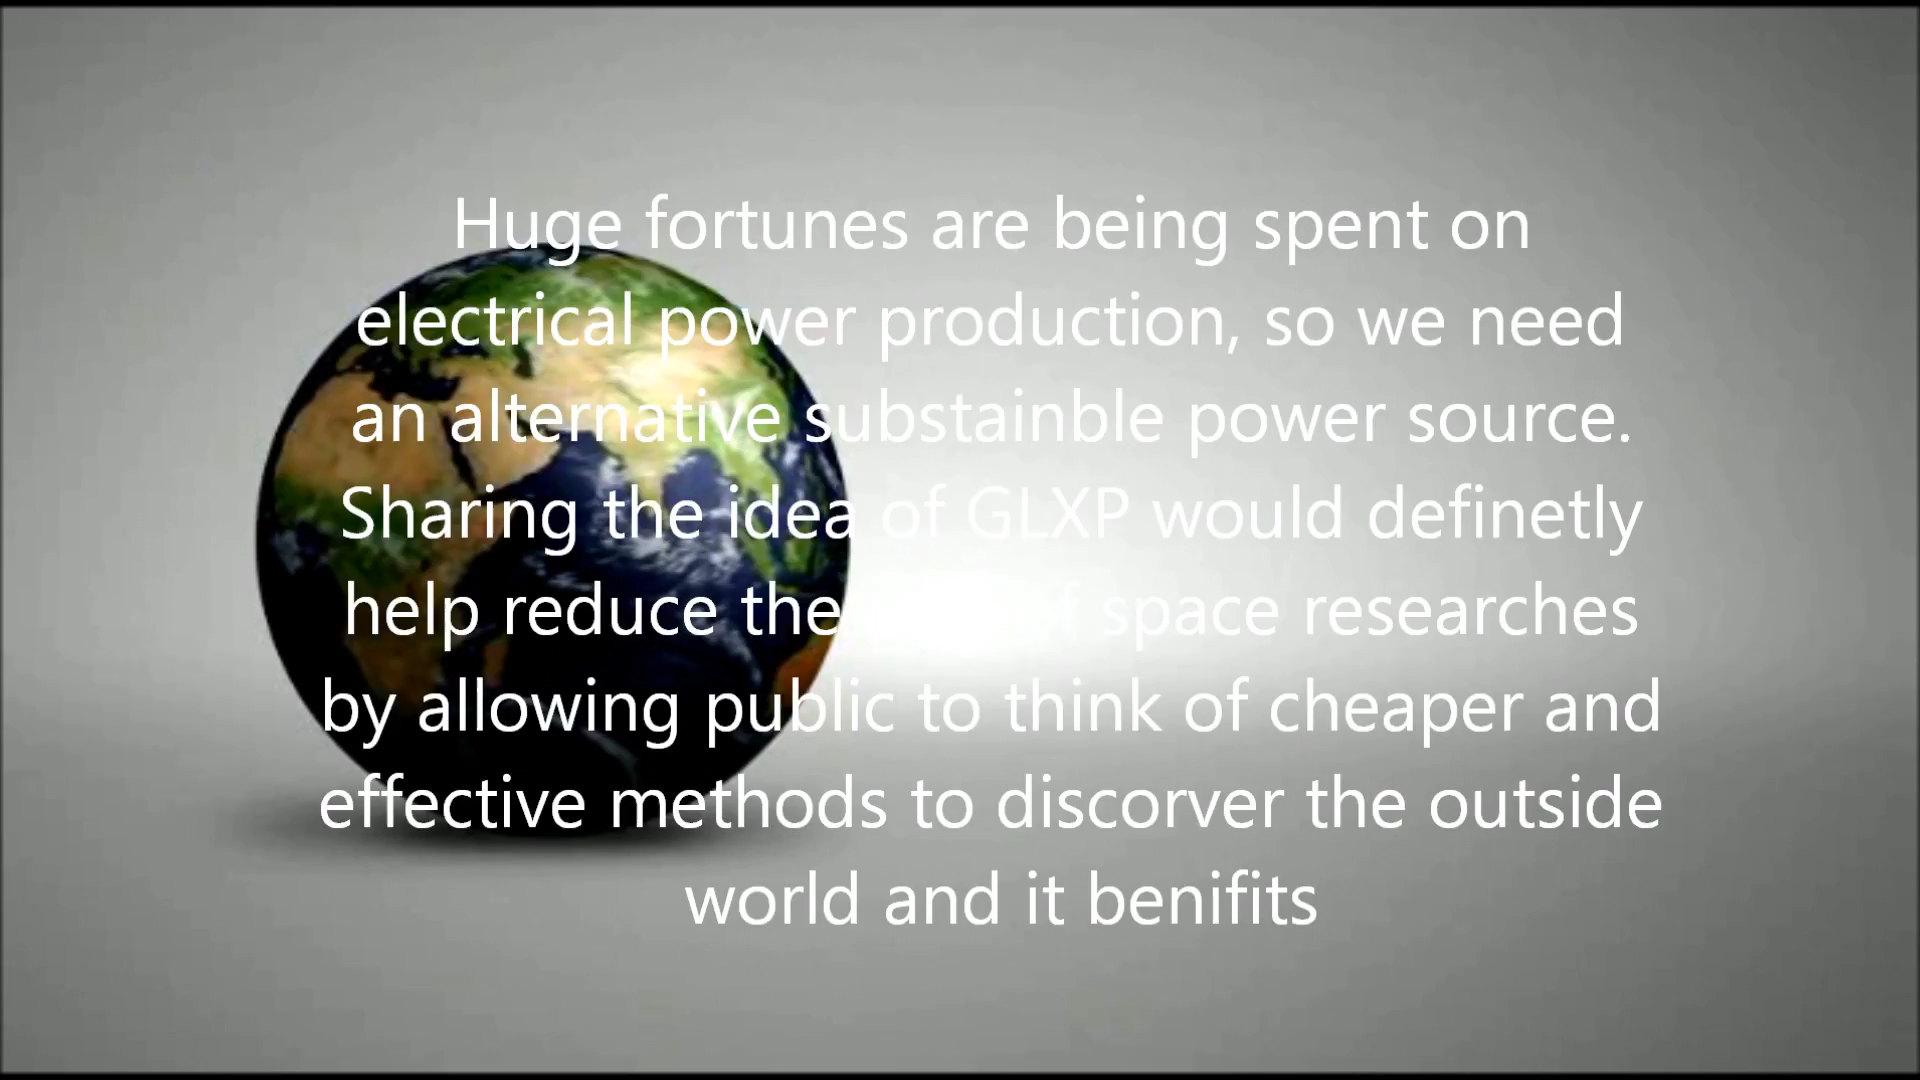 Huge fortunes are being spent on
electrical power production, so we need
an alternative substainble power source.
Sharing the idea of GLXP would definetly
help reduce the of space researches
by allowing public to think of cheaper and
effective methods to discorver the outside
world and it benifits